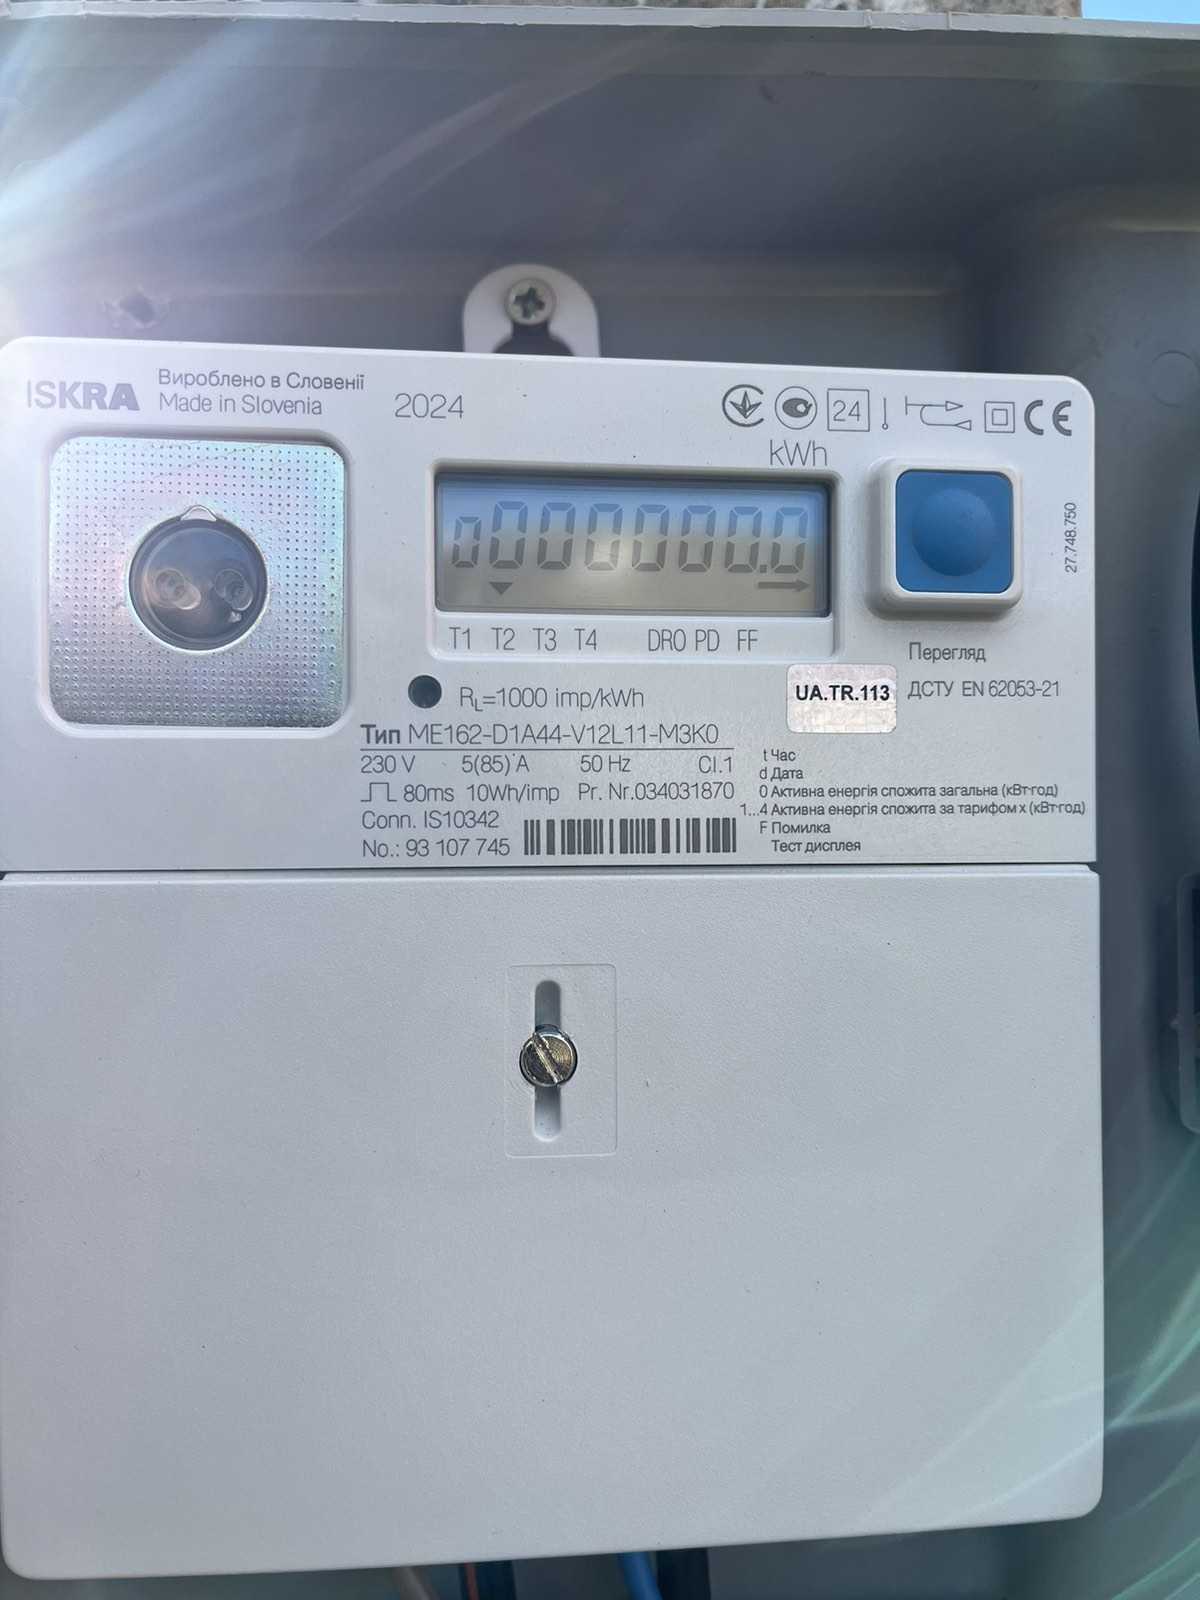 ISKRA
Вироблено в Словенії
Made in Slovenia
2024
24
CE
kWh
0 000000.0
T1 T2 T3 T4 DRO PD FF
27.748.750
Перегляд
RL=1000 imp/kWh
UA.TR.113
ДСТУ EN 62053-21
Тип ME162-D1A44-V12L11-M3K0
230 V 5(85) A 50 Hz Cl.1
80ms 10Wh/imp Pr. Nr.034031870
Conn. IS10342
No.: 93 107 745
t Час
d Дата
0 Активна енергія спожита загальна (кВт·год)
1...4 Активна енергія спожита за тарифом x (кВт·год)
F Помилка
Тест дисплея